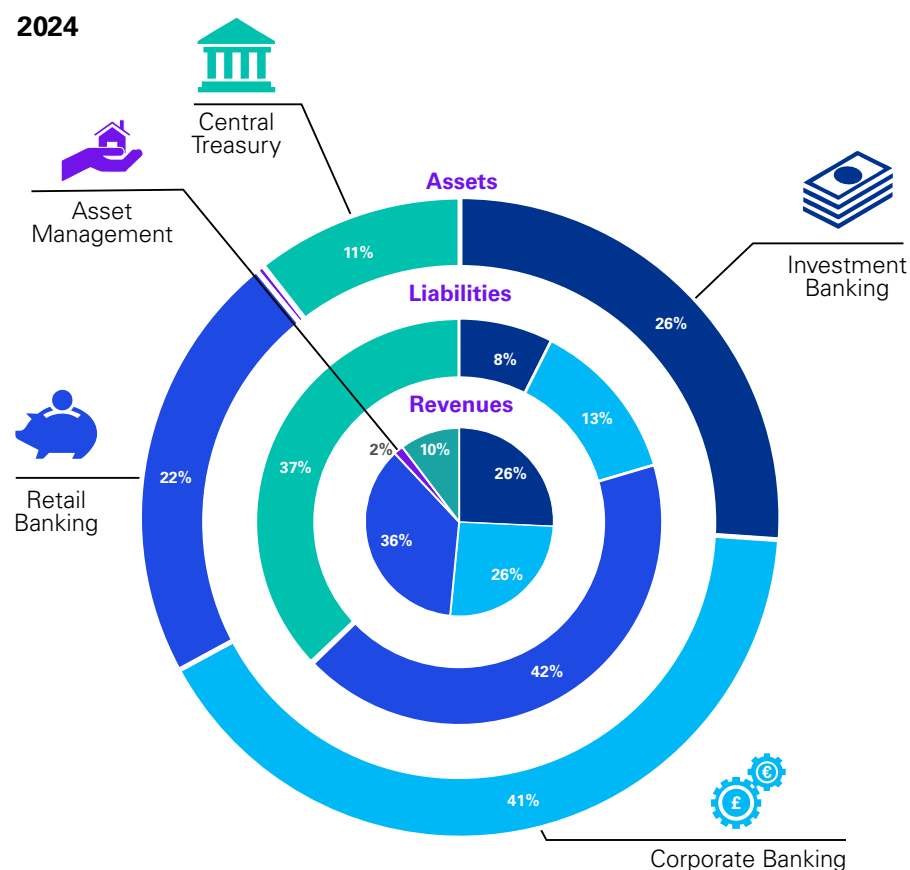 2024
Central
Treasury
Asset
Management
Assets
11%
Investment
Banking
26%
Liabilities
8%
13%
Revenues
37%
2%
10%
26%
22%
Retail
Banking
36%
26%
42%
41%
£
€
Corporate Banking